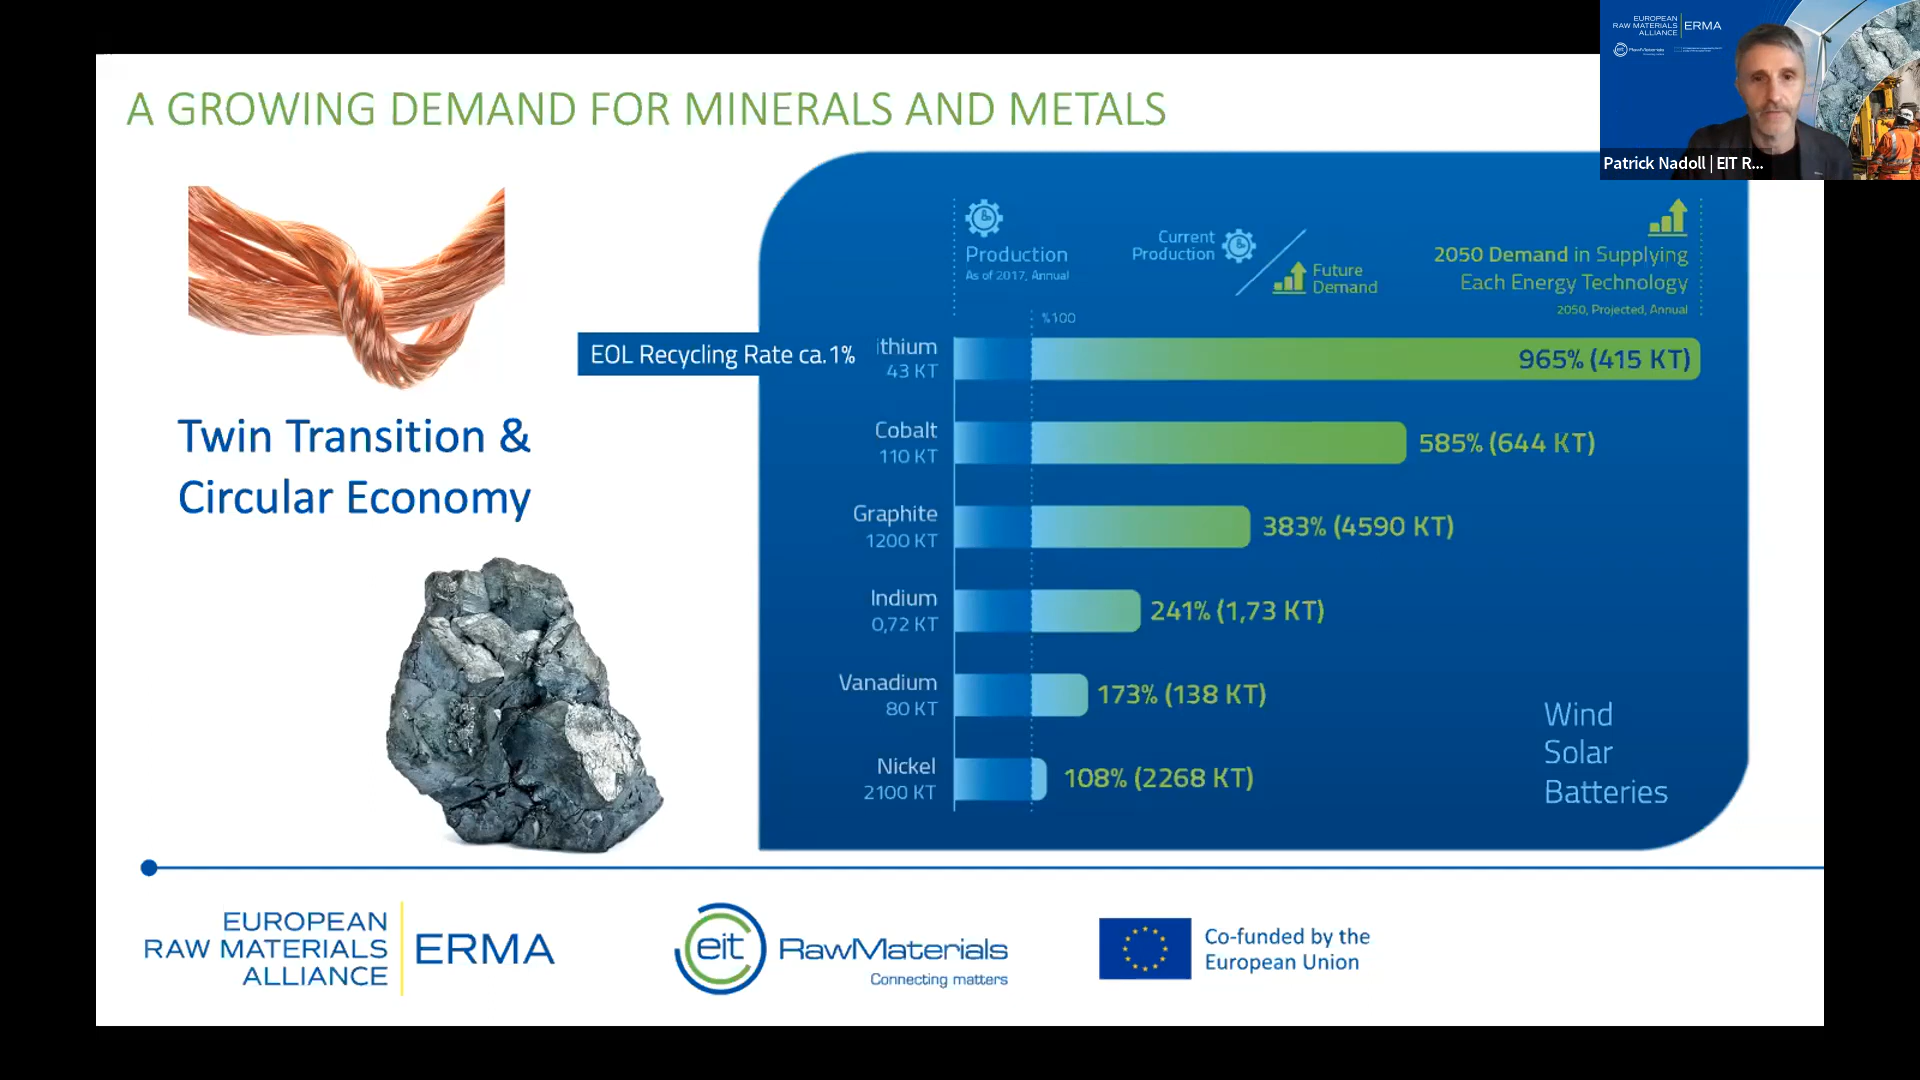 A GROWING DEMAND FOR MINERALS AND METALS
EUROPEAN
RAW MATERIALS
ALLIANCE
ERMA
eit RawMaterials
Patrick Nadoll | EIT R...
Twin Transition &
Circular Economy
Production
As of 2017, Annual
Current
Production
Future
Demand
2050 Demand in Supplying
Each Energy Technology
2050, Projected, Annual
%100
EOL Recycling Rate ca.1%
ithium
43 KT
965% (415 KT)
Cobalt
110 KT
585% (644 KT)
Graphite
1200 KT
383% (4590 KT)
Indium
0,72 KT
241% (1,73 KT)
Vanadium
80 KT
173% (138 KT)
Nickel
2100 KT
108% (2268 KT)
Wind
Solar
Batteries
EUROPEAN
RAW MATERIALS
ALLIANCE
ERMA
eit RawMaterials
Connecting matters
Co-funded by the
European Union